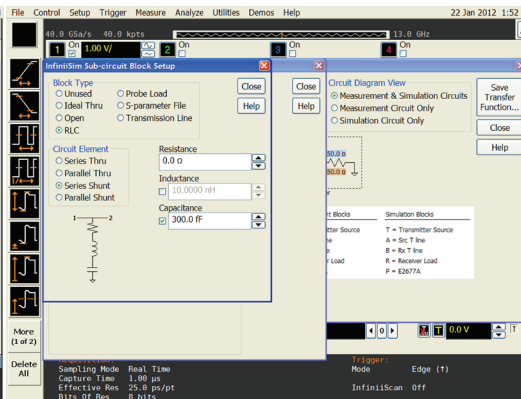 File Control Setup Trigger Measure Analyze Utilities Demos Help 22 Jan 2012 1:52
40.0 GSa/s 40.0 kpts 13.0 GHz
1 On 1.00 V/ 2 On 3 On 4 On
InfiniiSim Sub-circuit Block Setup
Block Type
Unused
Probe Load
Ideal Thru
S-parameter File
Open
Transmission Line
RLC
Close
Help
Circuit Element
Series Thru
Parallel Thru
Series Shunt
Parallel Shunt
1 2
Resistance
0.0 Ω
Inductance
10.0000 nH
Capacitance
300.0 fF
Close
Help
Circuit Diagram View
Measurement & Simulation Circuits
Measurement Circuit Only
Simulation Circuit Only
Save
Transfer
Function...
Close
Help
50.0 Ω
50.0 Ω
Blocks Simulation Blocks
T = Transmitter Source
A = Src T line
B = Rx T line
R = Receiver Load
P = E2677A
More
(1 of 2)
Delete
All
0
T 0.0 V
Acquisition:
Sampling Mode Real Time
Capture Time 1.00 µs
Effective Res 25.0 ps/pt
Bits Of Res 8 bits
Trigger:
Mode Edge (↑)
InfiniiScan Off